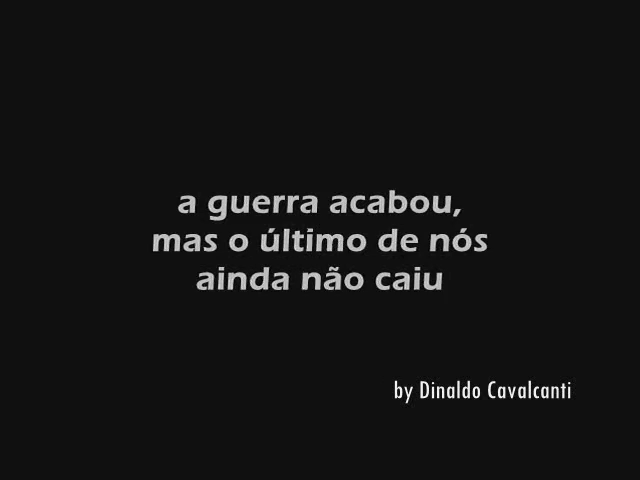 a guerra acabou,
mas o último de nós
ainda não caiu
by Dinaldo Cavalcanti